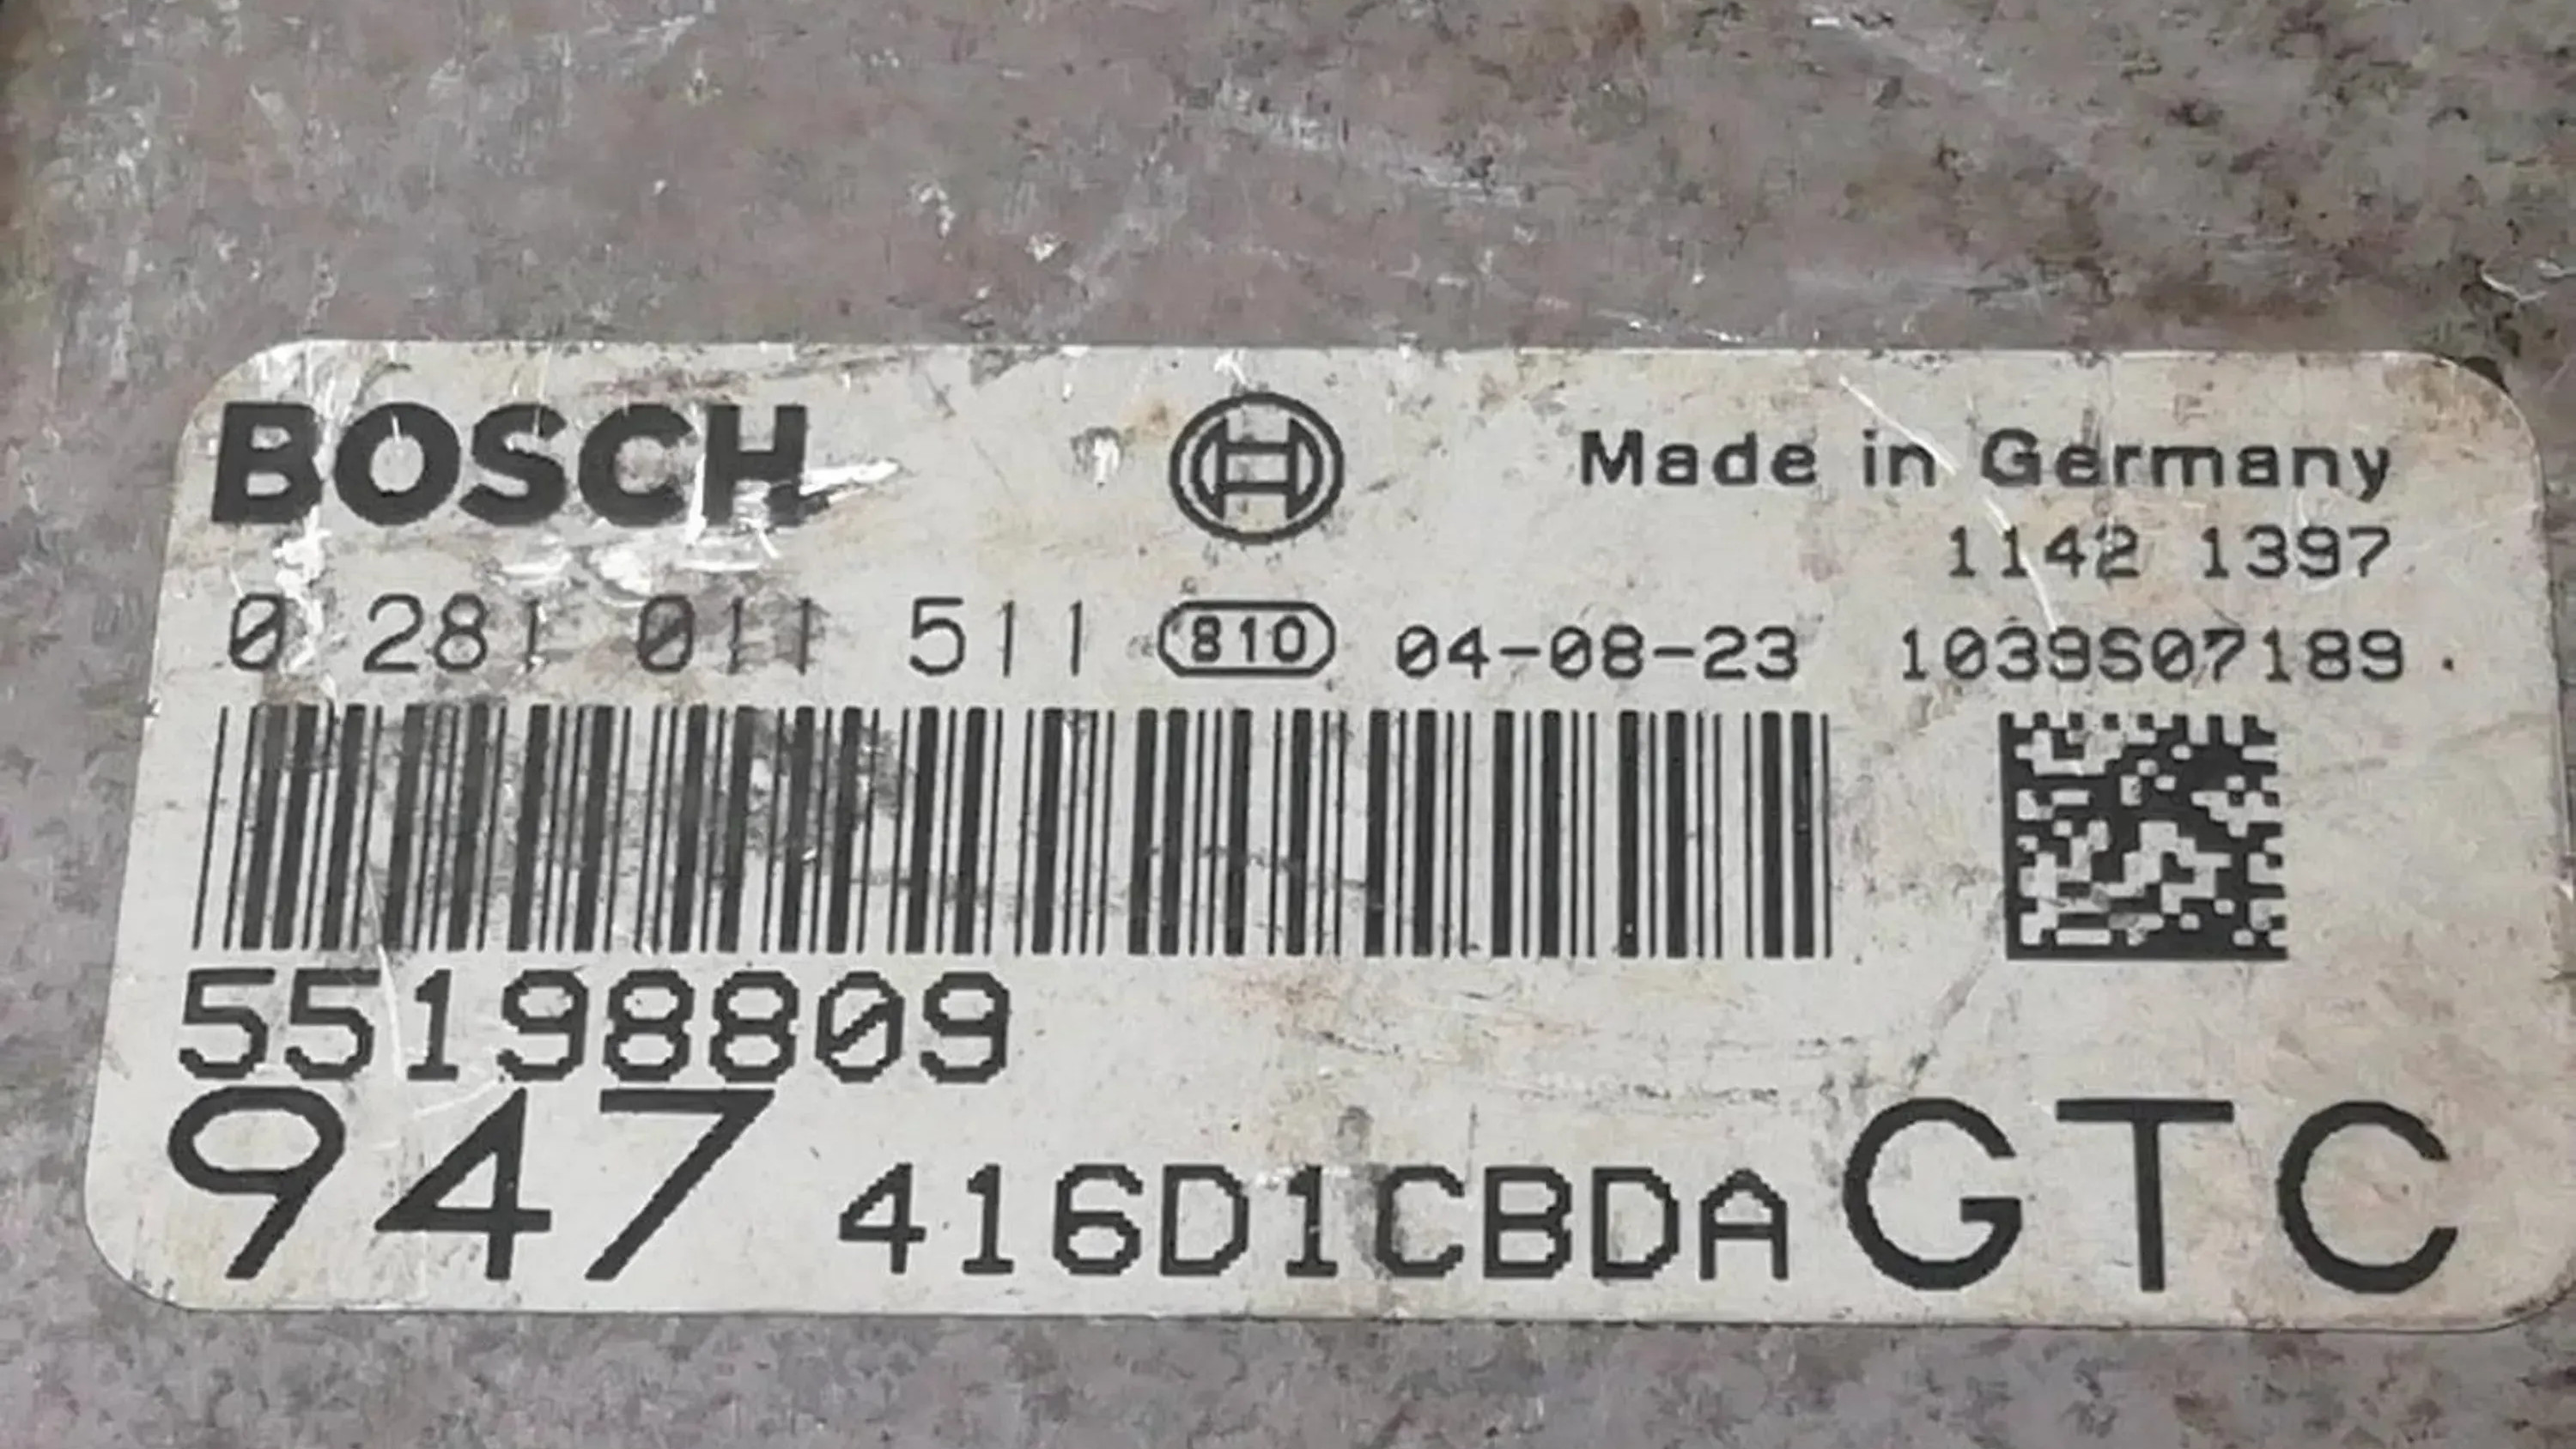 BOSCH Made in Germany
1142 1397
0 281 011 511 810 04-08-23 1039S07189
55198809
947 416D1CBDA GTC